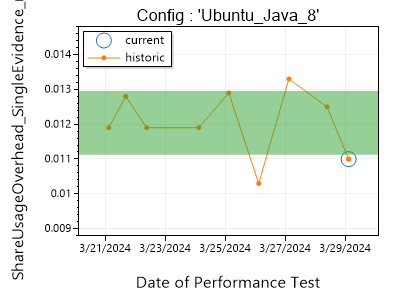 Config : 'Ubuntu_Java_8'
current
historic
ShareUsageOverhead_SingleEvidence_
0.014
0.013
0.012
0.011
0.01
0.009
3/21/2024
3/23/2024
3/25/2024
3/27/2024
3/29/2024
Date of Performance Test